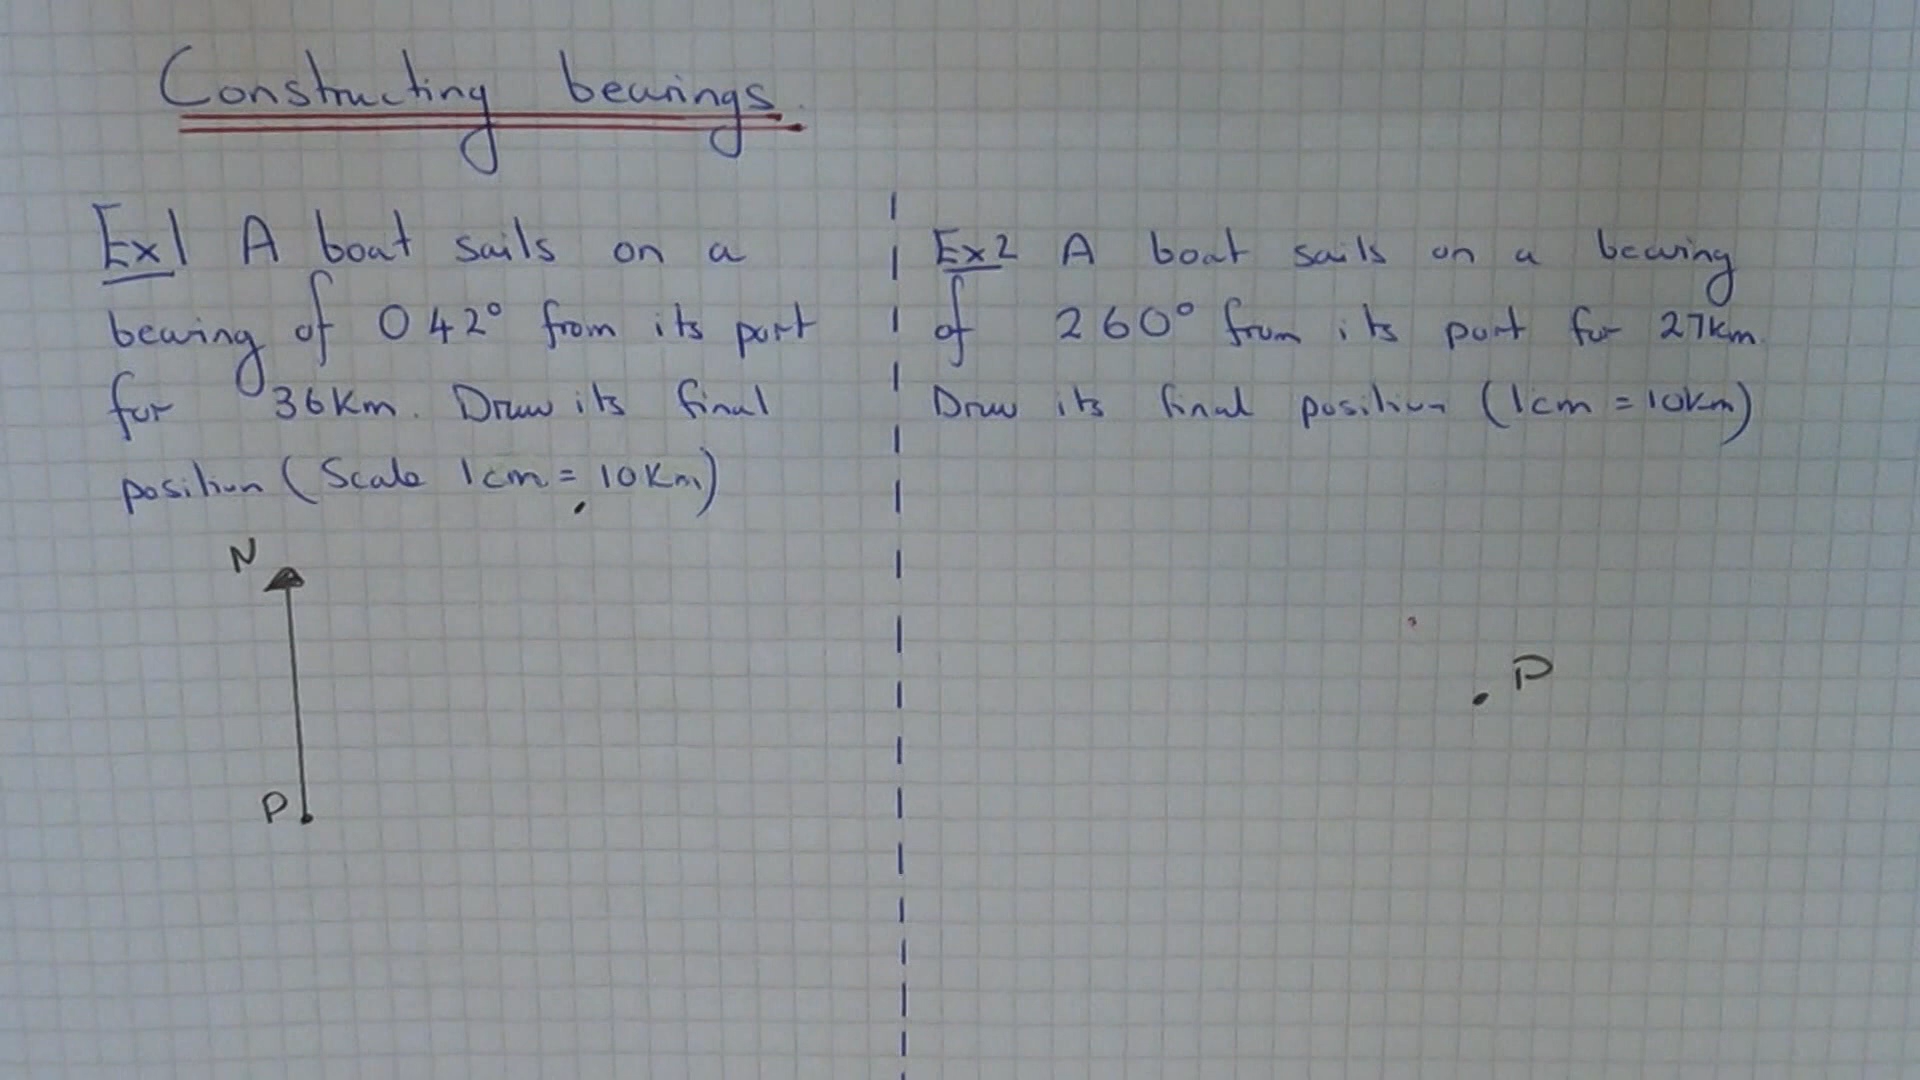 Constructing bearings.
Ex1 A boat sails on a
bearing of 042° from its port
for 36km. Draw its final
position (Scale 1cm = 10km)
N
P
Ex2 A boat sails on a bearing
of 260° from its port for 27km
Draw its final position (1cm = 10km)
P